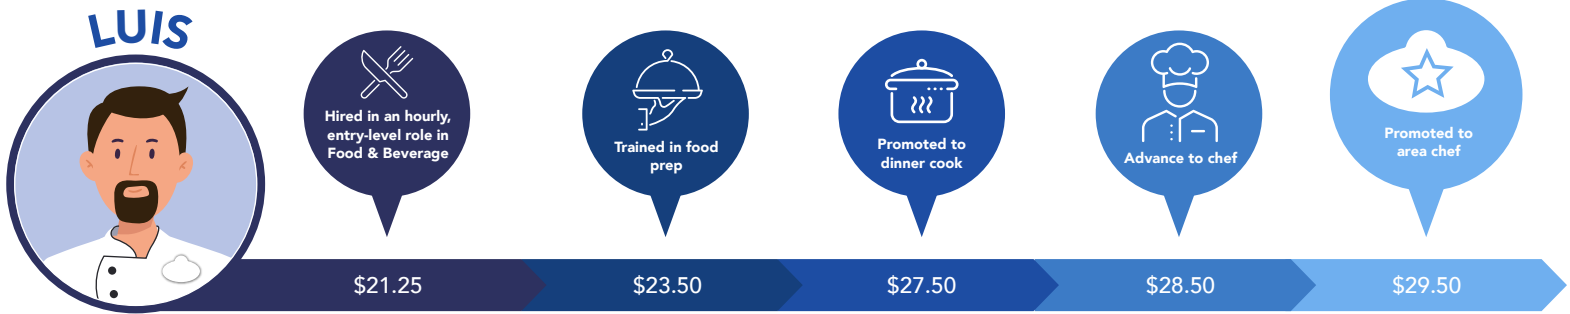 LUIS
Hired in an hourly,
entry-level role in
Food & Beverage
Trained in food
prep
Promoted to
dinner cook
Advance to chef
Promoted to
area chef
$21.25
$23.50
$27.50
$28.50
$29.50